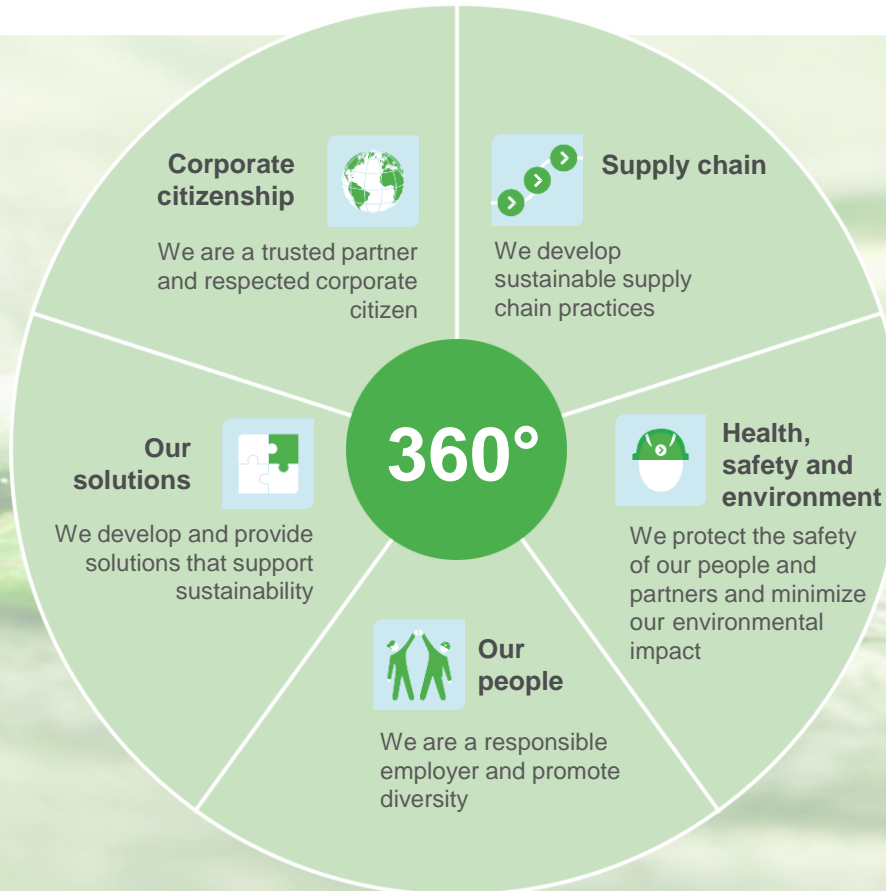 Corporate
citizenship
We are a trusted partner
and respected corporate
citizen
Supply chain
We develop
sustainable supply
chain practices
Our
solutions
We develop and provide
solutions that support
sustainability
360°
Health,
safety and
environment
We protect the safety
of our people and
partners and minimize
our environmental
impact
Our
people
We are a responsible
employer and promote
diversity